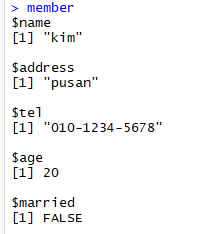 > member
$name
[1] "kim"
$address
[1] "pusan"
$tel
[1] "010-1234-5678"
$age
[1] 20
$married
[1] FALSE